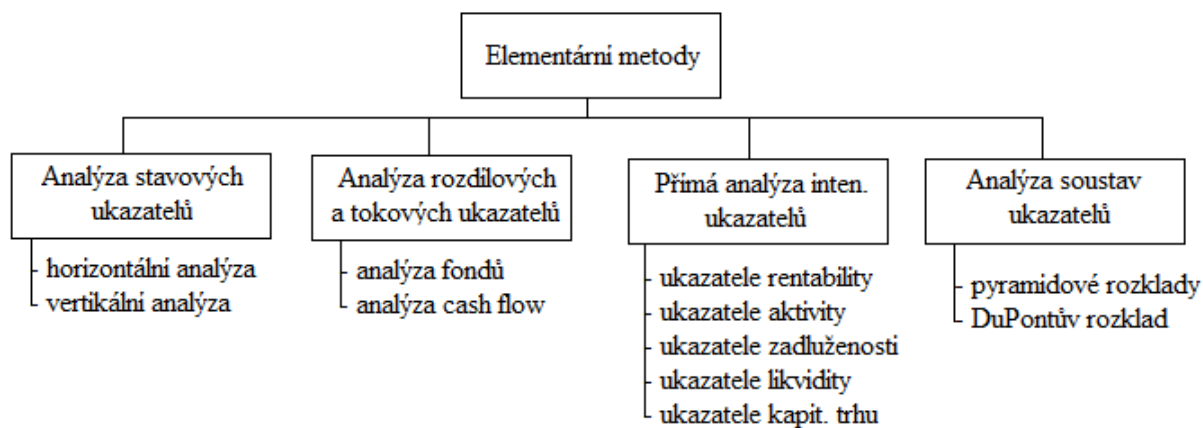 Elementární metody
Analýza stavových
ukazatelů
- horizontální analýza
- vertikální analýza
Analýza rozdílových
a tokových ukazatelů
- analýza fondů
- analýza cash flow
Přímá analýza inten.
ukazatelů
- ukazatele rentability
- ukazatele aktivity
- ukazatele zadluženosti
- ukazatele likvidity
- ukazatele kapit. trhu
Analýza soustav
ukazatelů
- pyramidové rozklady
- DuPontův rozklad